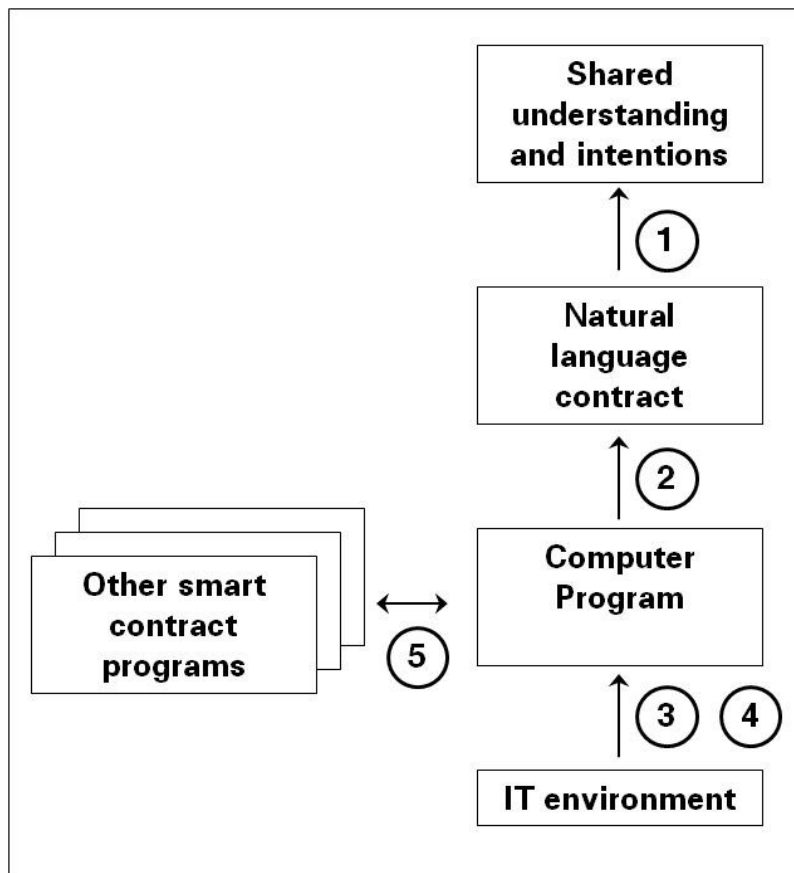 Shared
understanding
and intentions
1
Natural
language
contract
2
Computer
Program
Other smart
contract
programs
5
3 4
IT environment